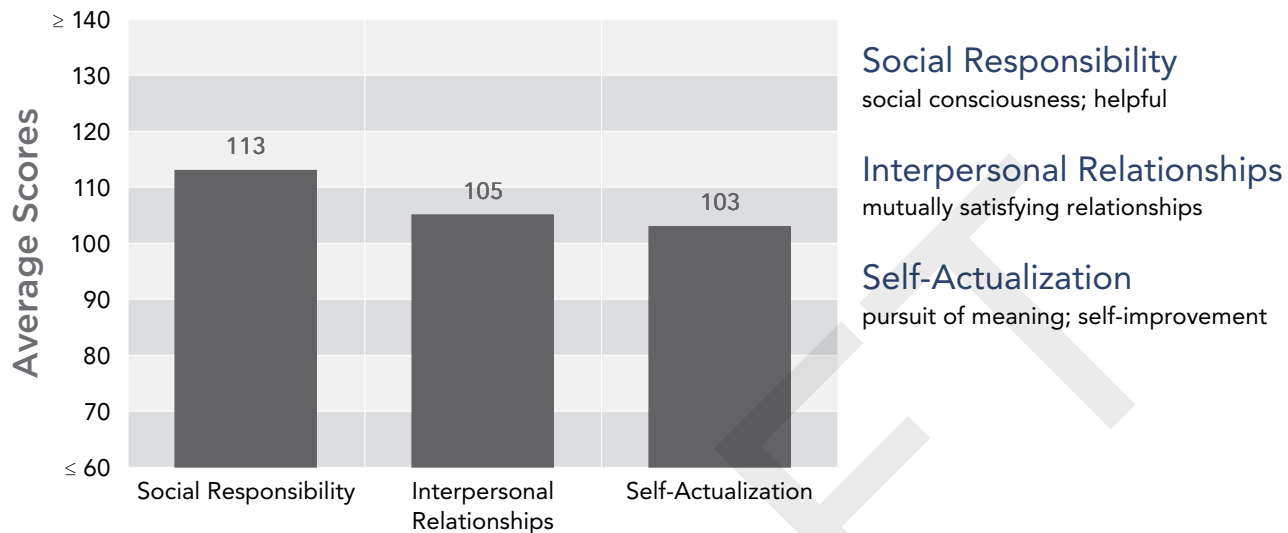 ≥ 140
130
120
110
100
90
80
70
≤ 60
Average Scores
113
105
103
Social Responsibility
Interpersonal
Relationships
Self-Actualization
Social Responsibility
social consciousness; helpful
Interpersonal Relationships
mutually satisfying relationships
Self-Actualization
pursuit of meaning; self-improvement